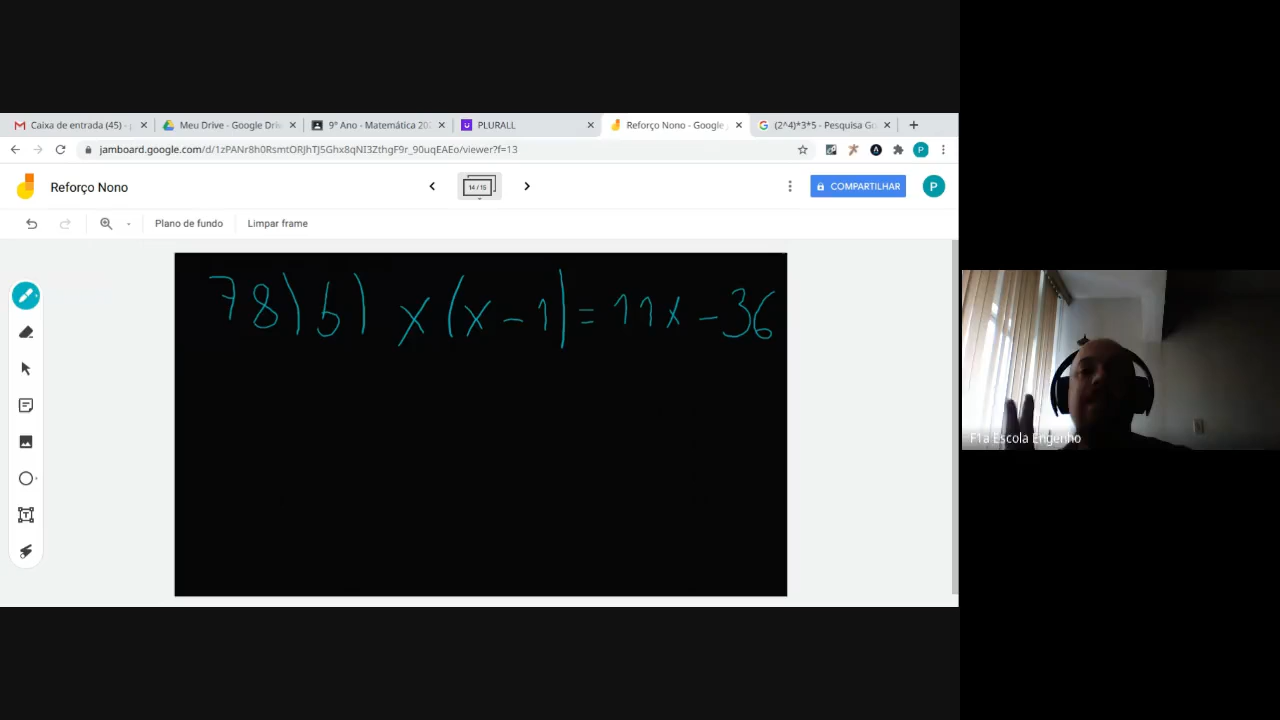 Caixa de entrada (45) -
Meu Drive - Google Dri
9º Ano - Matemática 20
PLURALL
Reforço Nono - Google
(2^4)*3*5 - Pesquisa Go
jamboard.google.com/d/1zPANr8h0RsmtORJhTJ5Ghx8qNI3ZthgF9r_90uqEAEo/viewer?f=13
P
Reforço Nono
14 / 15
COMPARTILHAR
P
Plano de fundo
Limpar frame
78) b) x (x - 1) = 11x - 36
F1a Escola Engenho